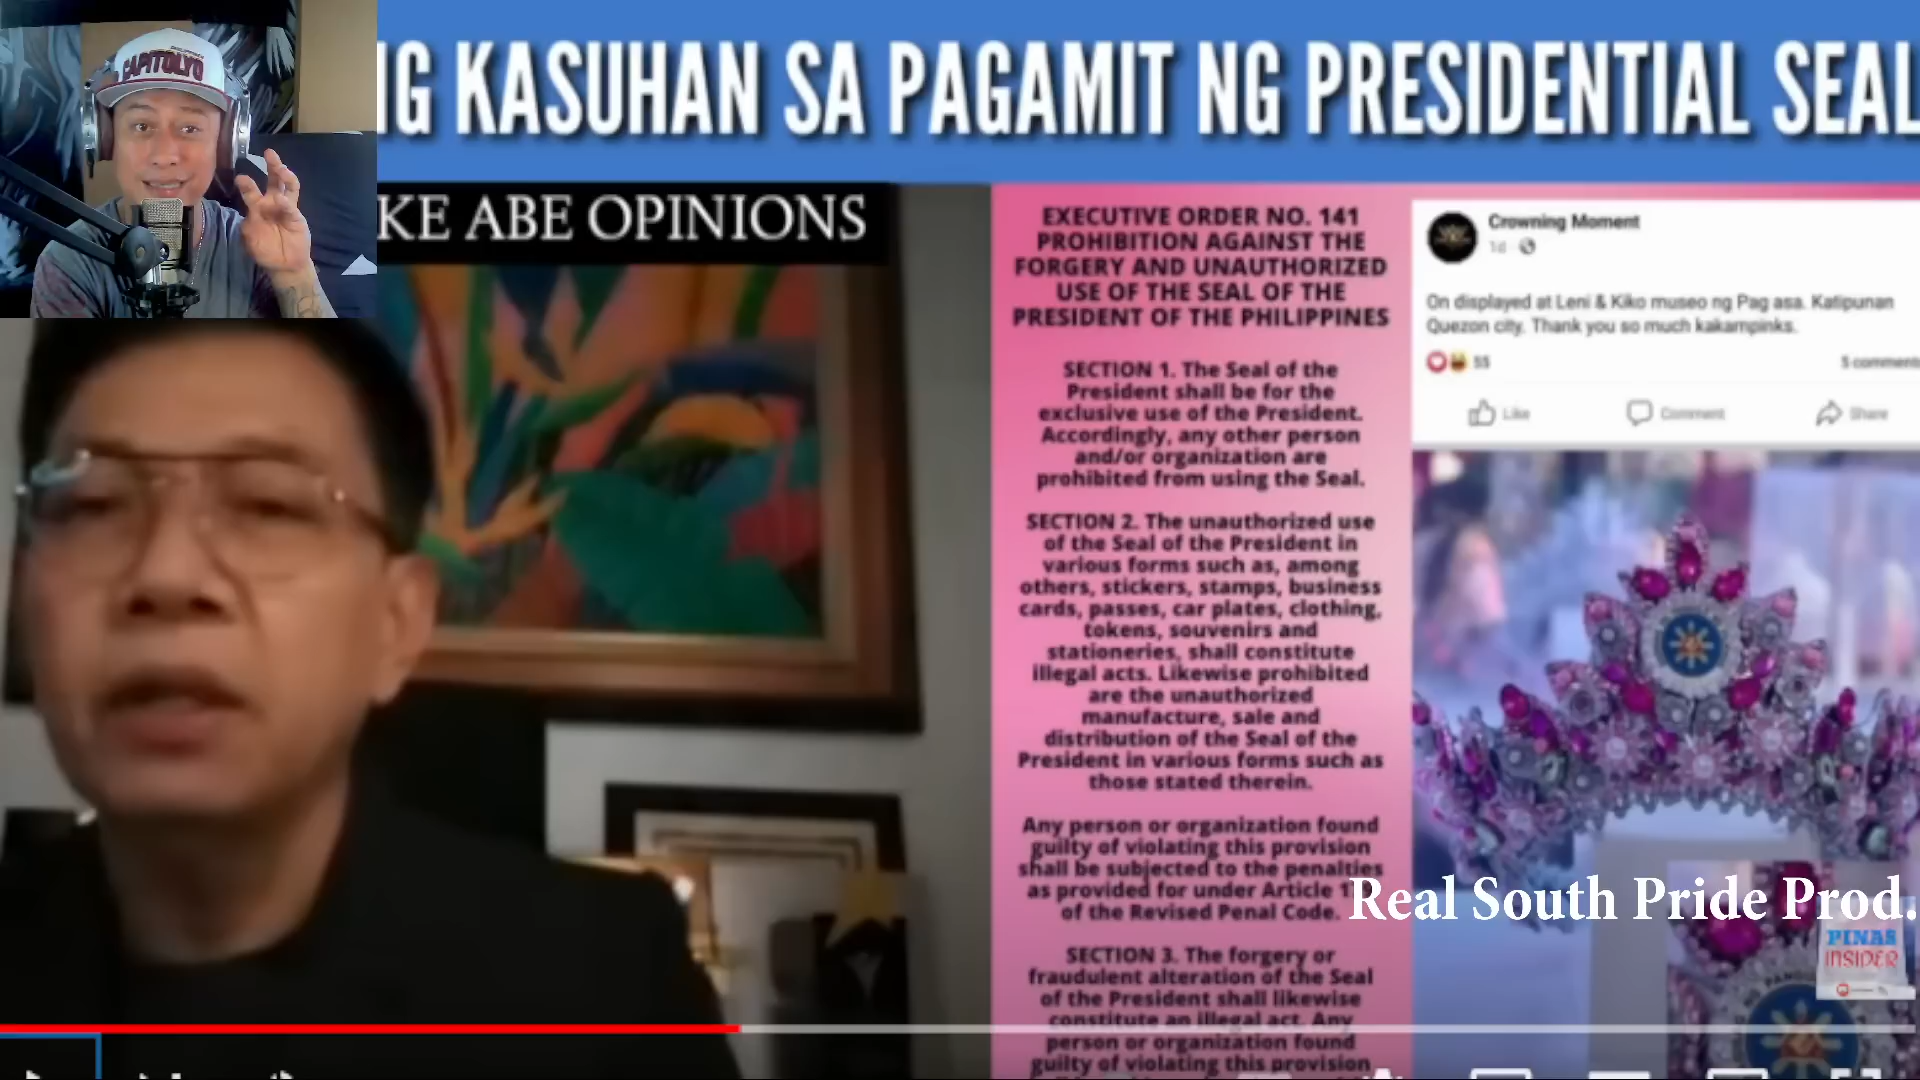 CAPITOLYO
NG KASUHAN SA PAGAMIT NG PRESIDENTIAL SEAL
KE ABE OPINIONS
EXECUTIVE ORDER NO. 141
PROHIBITION AGAINST THE
FORGERY AND UNAUTHORIZED
USE OF THE SEAL OF THE
PRESIDENT OF THE PHILIPPINES
SECTION 1. The Seal of the
President shall be for the
exclusive use of the President.
Accordingly, any other person
and/or organization are
prohibited from using the Seal.
SECTION 2. The unauthorized use
of the Seal of the President in
various forms such as, among
others, stickers, stamps, business
cards, passes, car plates, clothing,
tokens, souvenirs and
stationeries, shall constitute
illegal acts. Likewise prohibited
are the unauthorized
manufacture, sale and
distribution of the Seal of the
President in various forms such as
those stated therein.
Any person or organization found
guilty of violating this provision
shall be subjected to the penalties
as provided for under Article
of the Revised Penal Code.
SECTION 3. The forgery or
fraudulent alteration of the Seal
of the President shall likewise
constitute an illegal act. Any
person or organization found
guilty of violating this provision
Crowning Moment
1d
On displayed at Leni & Kiko museo ng Pag asa. Katipunan
Quezon city. Thank you so much kakampinks.
55
5 comments
Like
Comment
Share
Real South Pride Prod.
PINAS
INSIDER